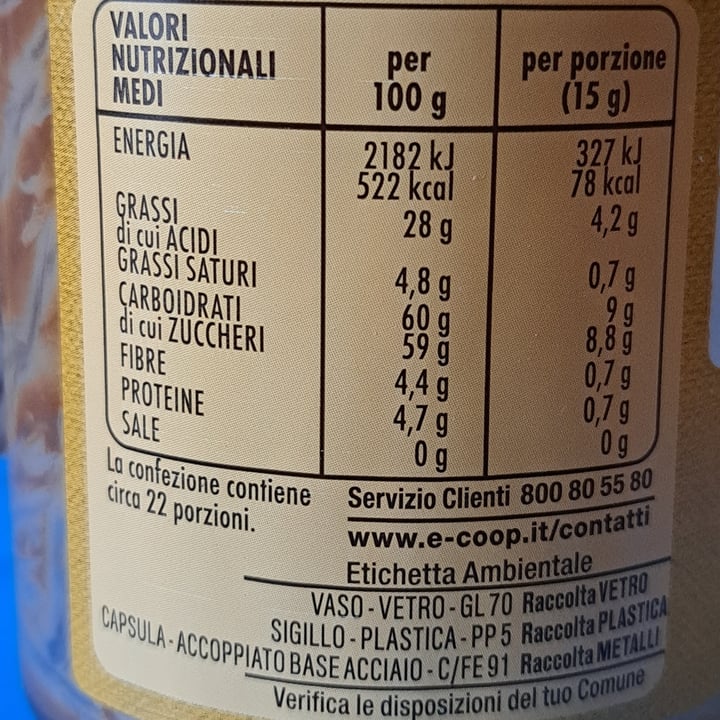 VALORI
NUTRIZIONALI
MEDI
per
100 g
per porzione
(15 g)
ENERGIA
2182 kJ 327 kJ
522 kcal 78 kcal
GRASSI 28 g 4,2 g
di cui ACIDI
GRASSI SATURI 4,8 g 0,7 g
CARBOIDRATI 60 g 9 g
di cui ZUCCHERI 59 g 8,8 g
FIBRE 4,4 g 0,7 g
PROTEINE 4,7 g 0,7 g
SALE 0 g 0 g
La confezione contiene
circa 22 porzioni.
Servizio Clienti 800 80 55 80
www.e-coop.it/contatti
Etichetta Ambientale
VASO - VETRO - GL 70 Raccolta VETRO
SIGILLO - PLASTICA - PP 5 Raccolta PLASTICA
CAPSULA - ACCOPPIATO BASE ACCIAIO - C/FE 91 Raccolta METALLI
Verifica le disposizioni del tuo Comune